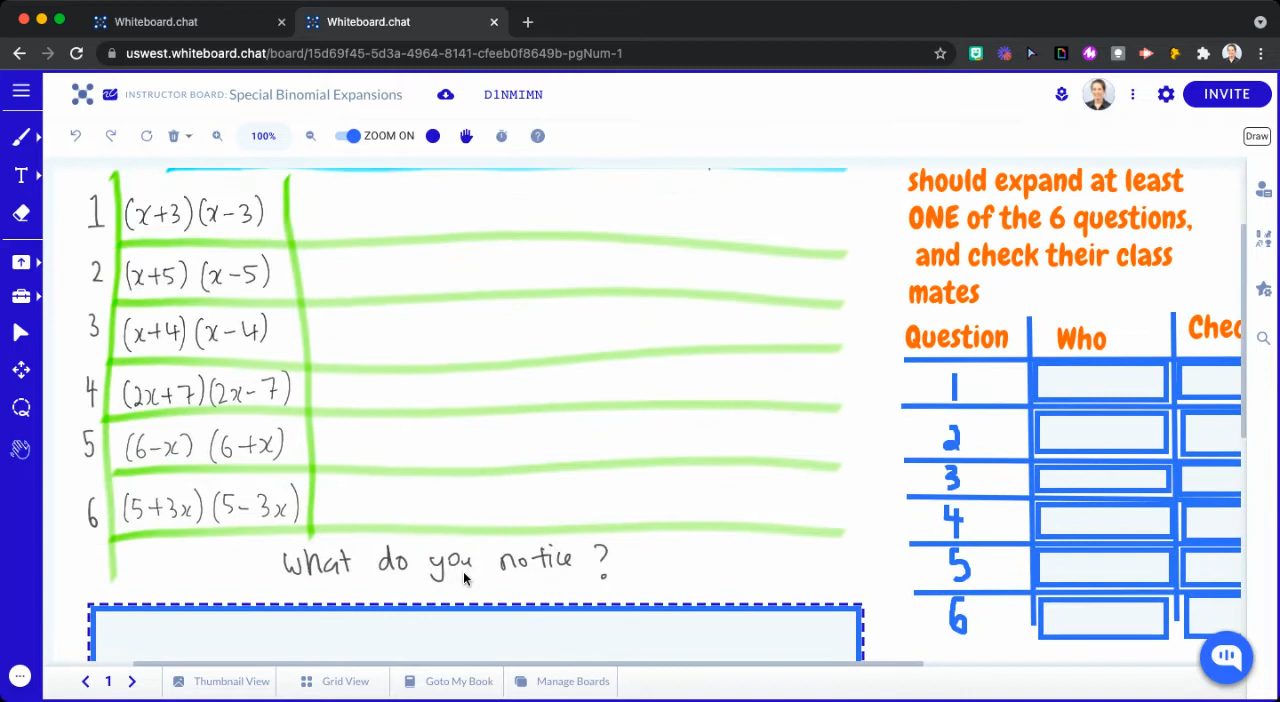 Whiteboard.chat
Whiteboard.chat
uswest.whiteboard.chat/board/15d69f45-5d3a-4964-8141-cfeeb0f8649b-pgNum-1
INSTRUCTOR BOARD: Special Binomial Expansions
D1NMIMN
INVITE
100%
ZOOM ON
Draw
1 (x+3)(x-3)
2 (x+5) (x-5)
3 (x+4)(x-4)
4 (2x+7)(2x-7)
5 (6-x) (6+x)
6 (5+3x)(5-3x)
What do you notice ?
should expand at least
ONE of the 6 questions,
and check their class
mates
Question Who Chec
1
2
3
4
5
6
1
Thumbnail View
Grid View
Goto My Book
Manage Boards